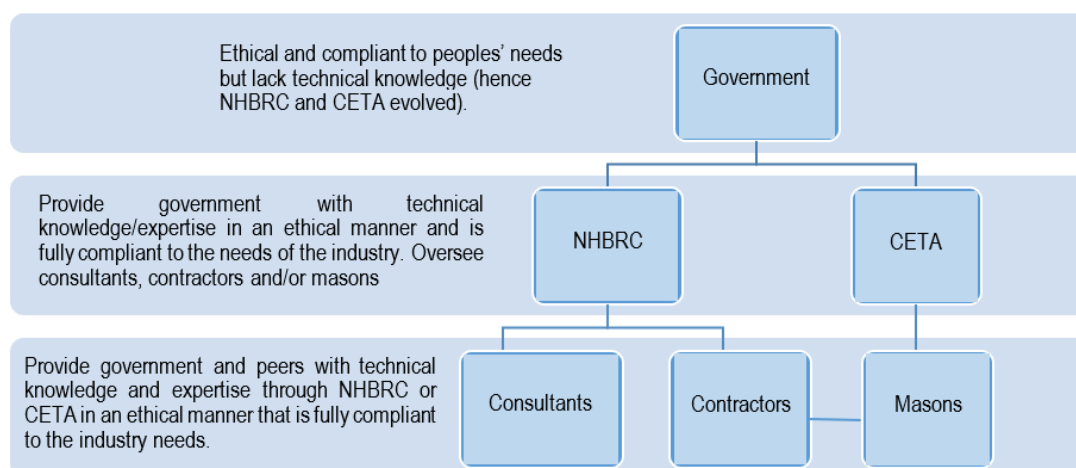 Ethical and compliant to peoples’ needs
but lack technical knowledge (hence
NHBRC and CETA evolved).
Government
Provide government with technical
knowledge/expertise in an ethical manner and is
fully compliant to the needs of the industry. Oversee
consultants, contractors and/or masons
NHBRC
CETA
Provide government and peers with technical
knowledge and expertise through NHBRC or
CETA in an ethical manner that is fully compliant
to the industry needs.
Consultants
Contractors
Masons